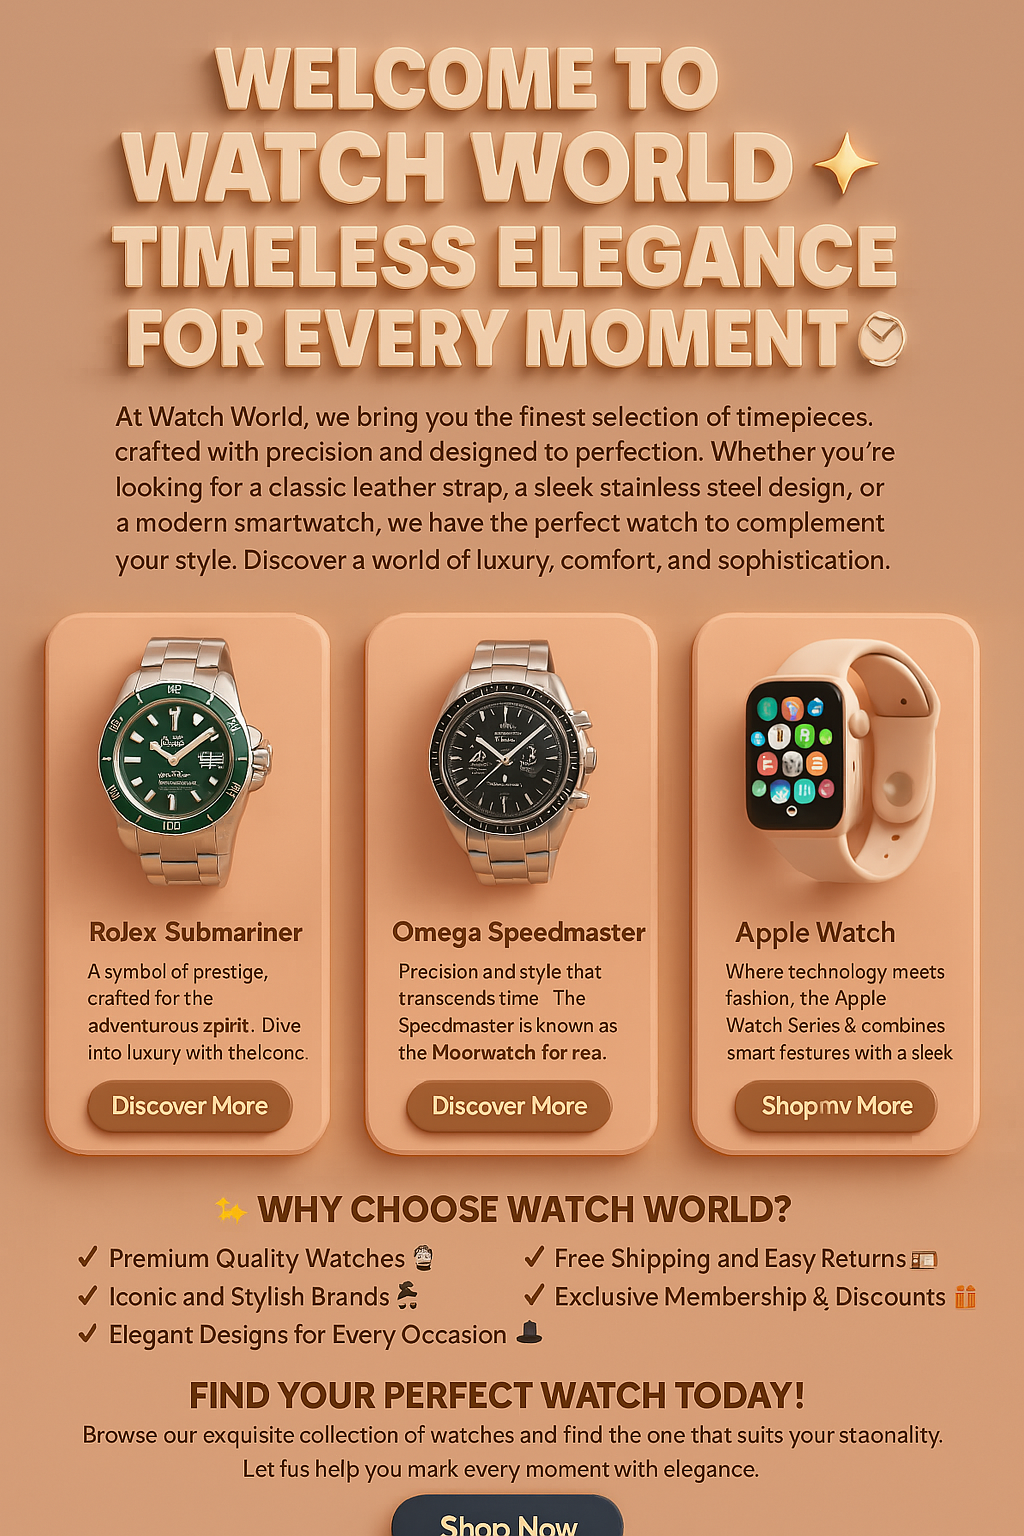 WELCOME TO
WATCH WORLD
TIMELESS ELEGANCE
FOR EVERY MOMENT
At Watch World, we bring you the finest selection of timepieces.
crafted with precision and designed to perfection. Whether you're
looking for a classic leather strap, a sleek stainless steel design, or
a modern smartwatch, we have the perfect watch to complement
your style. Discover a world of luxury, comfort, and sophistication.
RoJex Submariner
A symbol of prestige,
crafted for the
adventurous zpirit. Dive
into luxury with thelconc.
Discover More
Omega Speedmaster
Precision and style that
transcends time The
Specdmaster is known as
the Moorwatch for rea.
Discover More
Apple Watch
Where technology meets
fashion, the Apple
Watch Series & combines
smart festures with a sleek
Shopmv More
WHY CHOOSE WATCH WORLD?
✓ Premium Quality Watches
✓ Iconic and Stylish Brands
✓ Elegant Designs for Every Occasion
✓ Free Shipping and Easy Returns
✓ Exclusive Membership & Discounts
FIND YOUR PERFECT WATCH TODAY!
Browse our exquisite collection of watches and find the one that suits your staonality.
Let fus help you mark every moment with elegance.
Shop Now